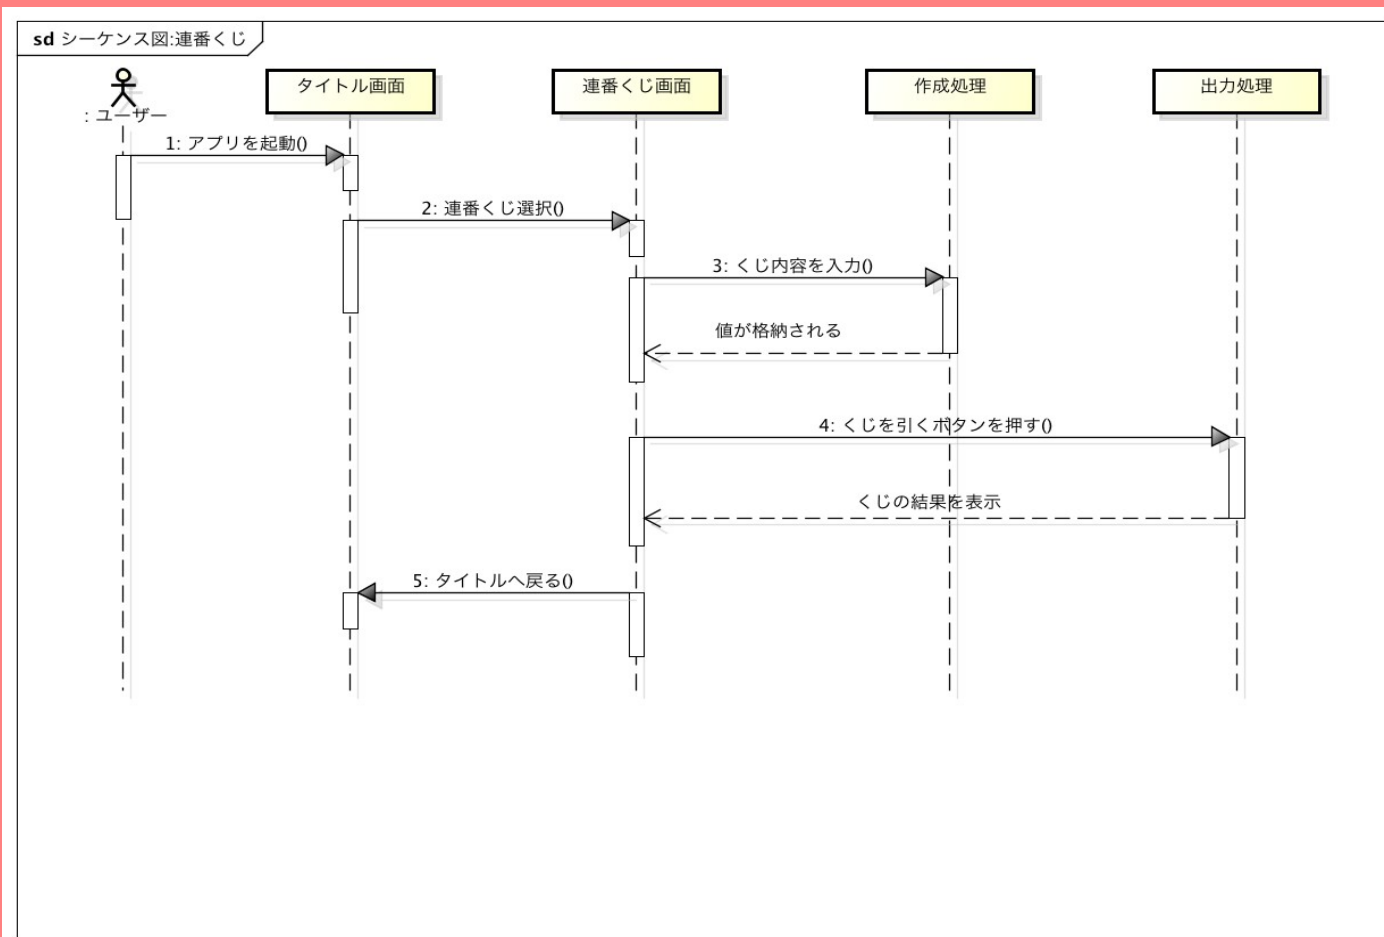 sd シーケンス図:連番くじ
: ユーザー
タイトル画面
連番くじ画面
作成処理
出力処理
1: アプリを起動()
2: 連番くじ選択()
3: くじ内容を入力()
値が格納される
4: くじを引くボタンを押す()
くじの結果を表示
5: タイトルへ戻る()